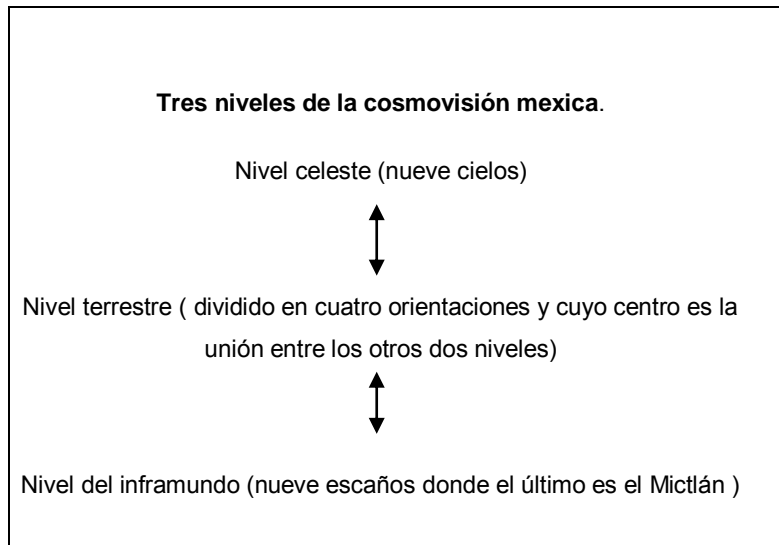 Tres niveles de la cosmovisión mexica.
Nivel celeste (nueve cielos)
Nivel terrestre ( dividido en cuatro orientaciones y cuyo centro es la
unión entre los otros dos niveles)
Nivel del inframundo (nueve escaños donde el último es el Mictlán )